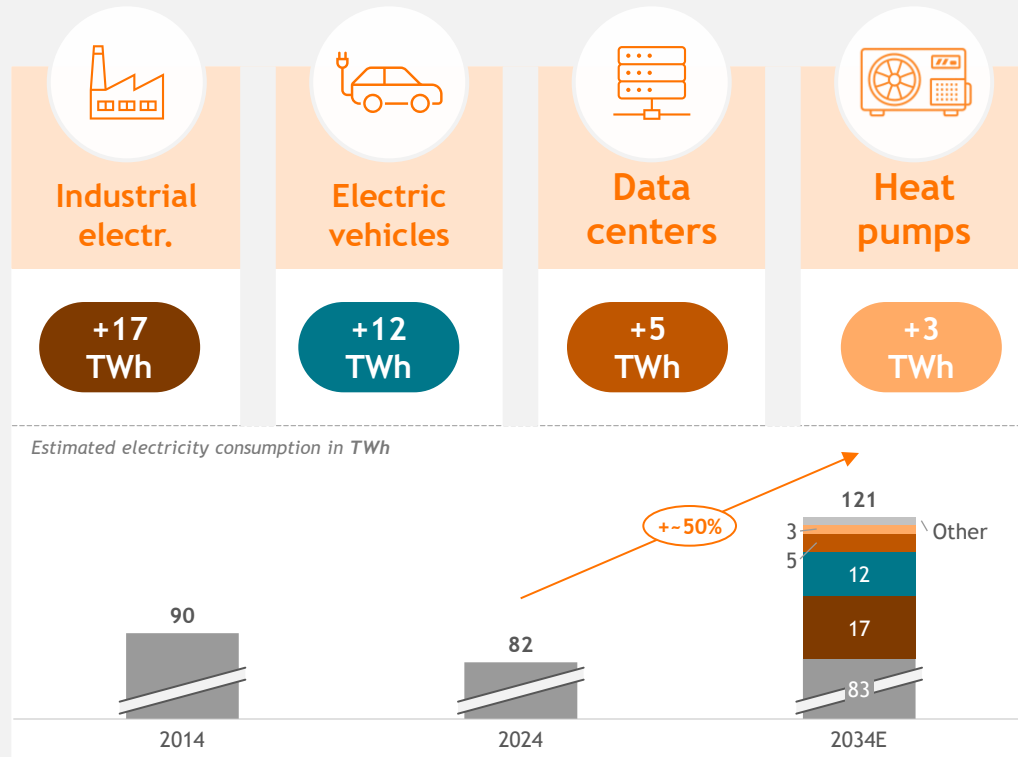 Industrial
electr.
Electric
vehicles
Data
centers
Heat
pumps
+17
TWh
+12
TWh
+5
TWh
+3
TWh
Estimated electricity consumption in TWh
90
82
+~50%
121
3
5
Other
12
17
83
2014
2024
2034E